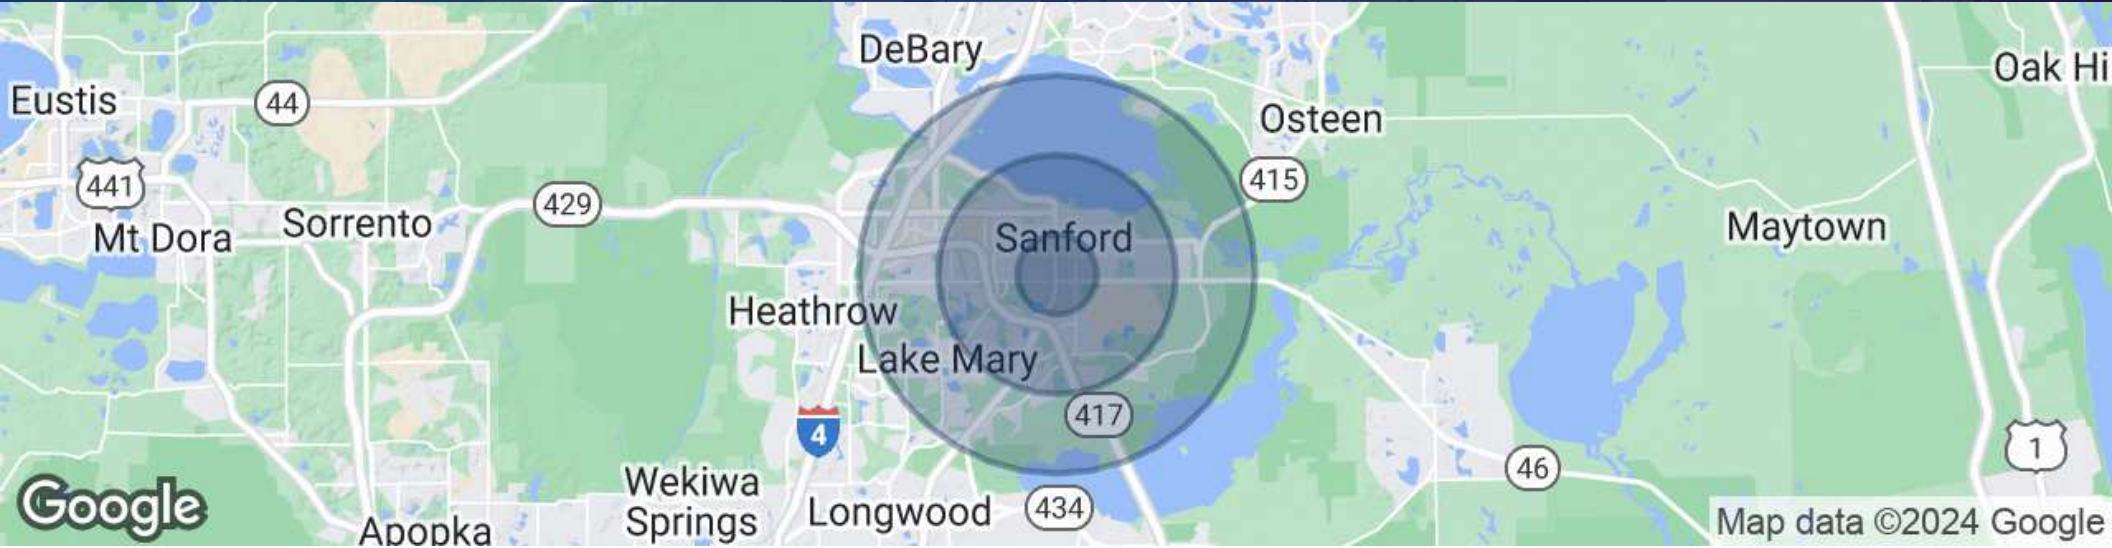 DeBary
Oak Hi
Eustis
44
Osteen
441
415
429
Sorrento
Mt Dora
Sanford
Maytown
Heathrow
Lake Mary
417
4
1
46
Wekiwa
Springs
Longwood
434
Google
Apopka
Map data ©2024 Google